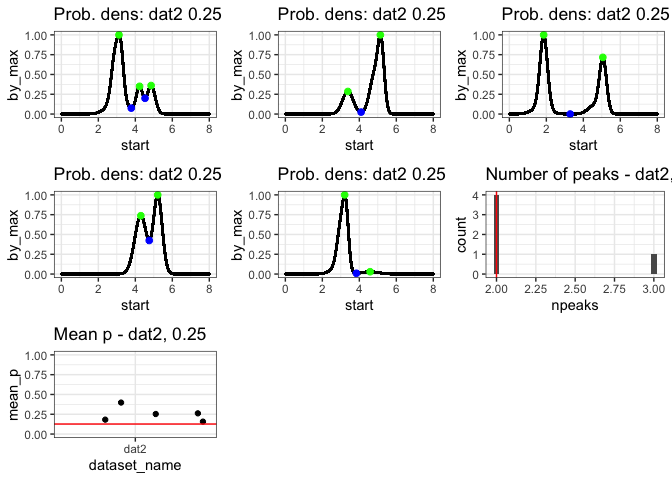 Prob. dens: dat2 0.25
by_max
1.00
0.75
0.50
0.25
0.00
0 2 4 6 8
start
Prob. dens: dat2 0.25
by_max
1.00
0.75
0.50
0.25
0.00
0 2 4 6 8
start
Prob. dens: dat2 0.25
by_max
1.00
0.75
0.50
0.25
0.00
0 2 4 6 8
start
Prob. dens: dat2 0.25
by_max
1.00
0.75
0.50
0.25
0.00
0 2 4 6 8
start
Prob. dens: dat2 0.25
by_max
1.00
0.75
0.50
0.25
0.00
0 2 4 6 8
start
Number of peaks - dat2,
count
4
3
2
1
0
2.00 2.25 2.50 2.75 3.00
npeaks
Mean p - dat2, 0.25
mean_p
1.00
0.75
0.50
0.25
0.00
dat2
dataset_name